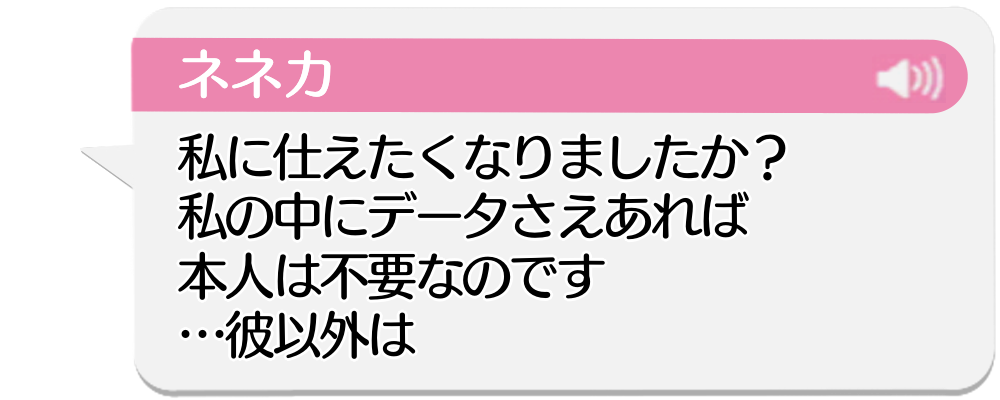 ネネカ
私に仕えたくなりましたか？
私の中にデータさえあれば
本人は不要なのです
…彼以外は